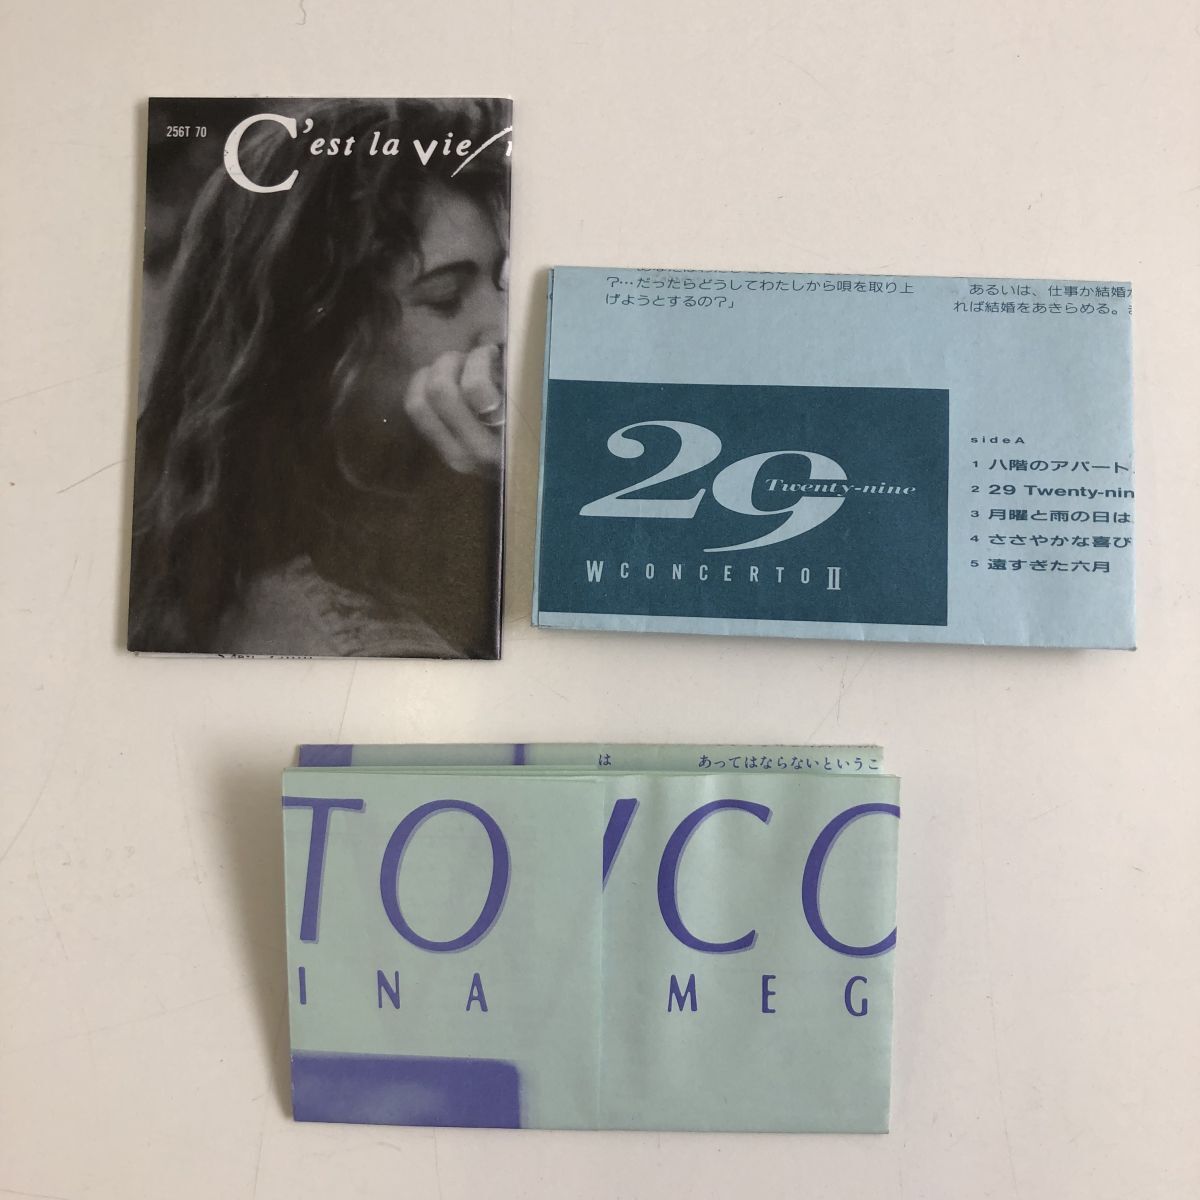 256T 70
C'est la vie/
?…だったらどうしてわたしから唄を取り上
げようとするの?」
あるいは、仕事か結婚か
れば結婚をあきらめる。
29
Twenty-nine
W CONCERTO II
sideA
1 八階のアパート
2 29 Twenty-nin
3 月曜と雨の日は
4 ささやかな喜び
5 遠すぎた六月
は
あってはならないというこ
TO
/CO
INA
MEG